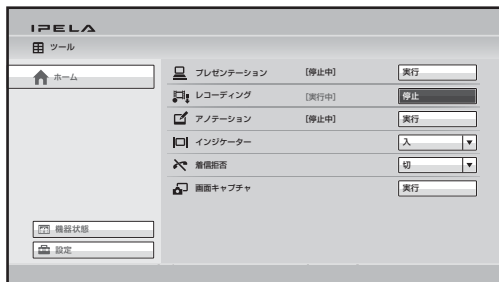 IPELA
ツール
ホーム
プレゼンテーション [停止中] 実行
レコーディング [実行中] 停止
アノテーション [停止中] 実行
インジケーター 入
着信拒否 切
画面キャプチャ 実行
機器状態
設定